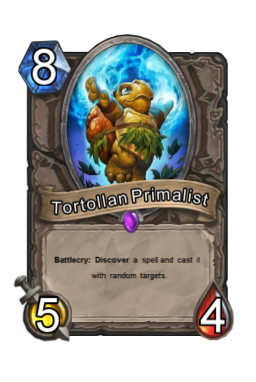 8
Tortollan Primalist
Battlecry: Discover a spell and cast it
with random targets.
5
4